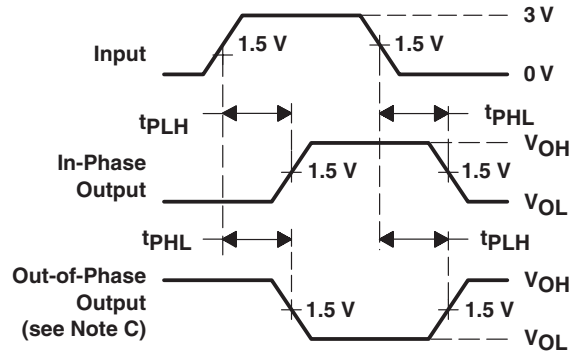 3 V
Input
1.5 V
1.5 V
0 V
tPLH
tPHL
VOH
In-Phase
Output
1.5 V
1.5 V
VOL
tPHL
tPLH
Out-of-Phase
Output
(see Note C)
VOH
1.5 V
1.5 V
VOL